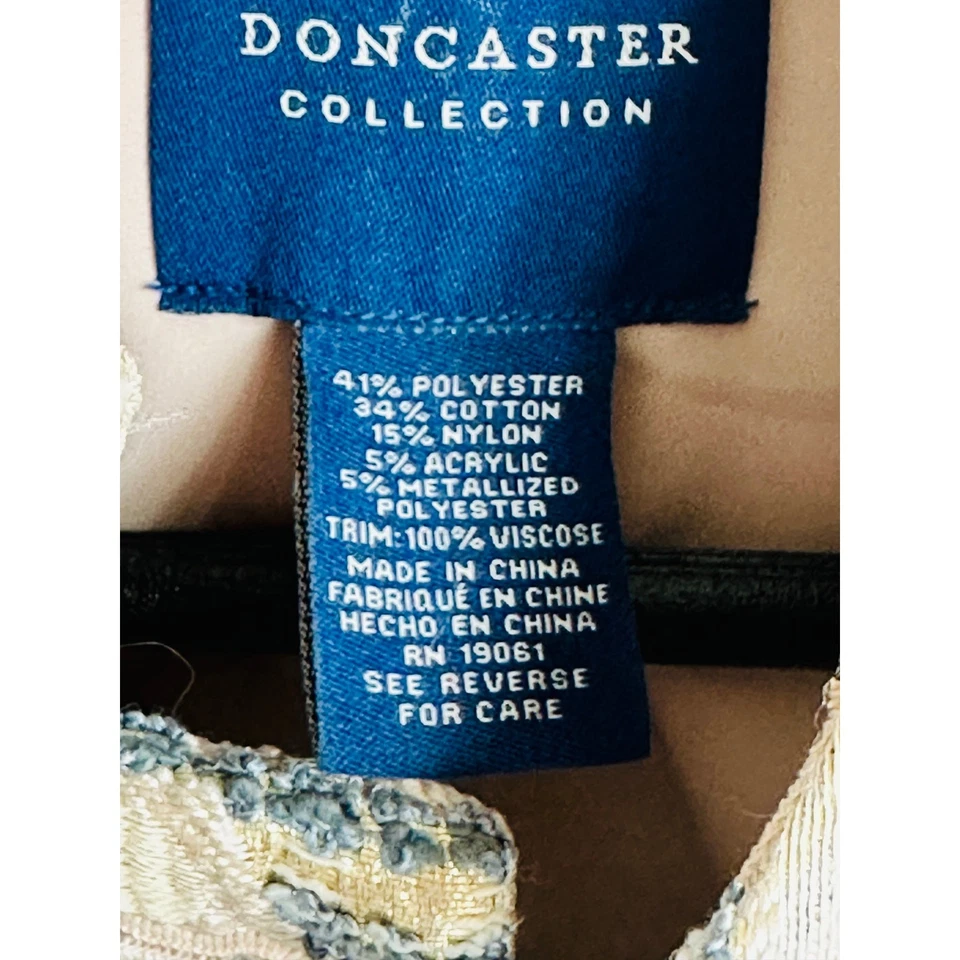 DONCASTER
COLLECTION
41% POLYESTER
34% COTTON
15% NYLON
5% ACRYLIC
5% METALLIZED
POLYESTER
TRIM: 100% VISCOSE
MADE IN CHINA
FABRIQUÉ EN CHINE
HECHO EN CHINA
RN 19061
SEE REVERSE
FOR CARE